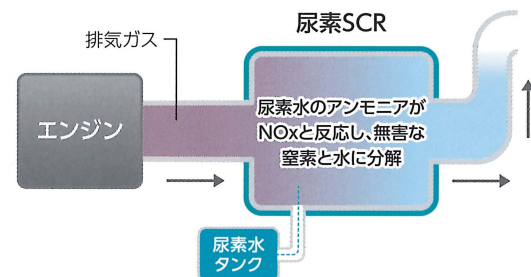 尿素SCR
排気ガス
エンジン
尿素水のアンモニアが
NOxと反応し、無害な
窒素と水に分解
尿素水
タンク